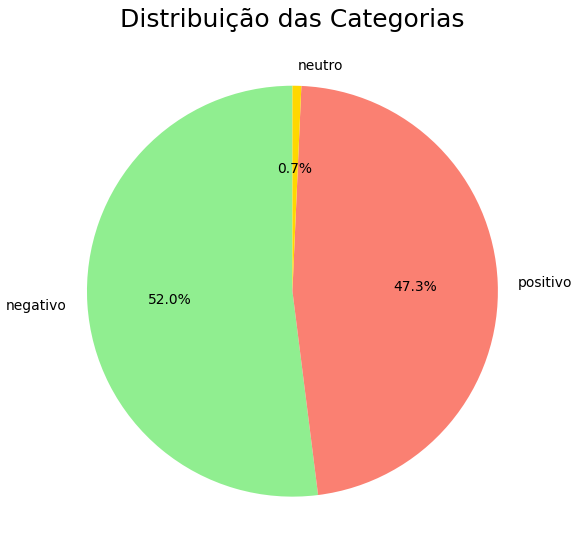 Distribuição das Categorias
neutro
0.7%
47.3%
positivo
52.0%
negativo